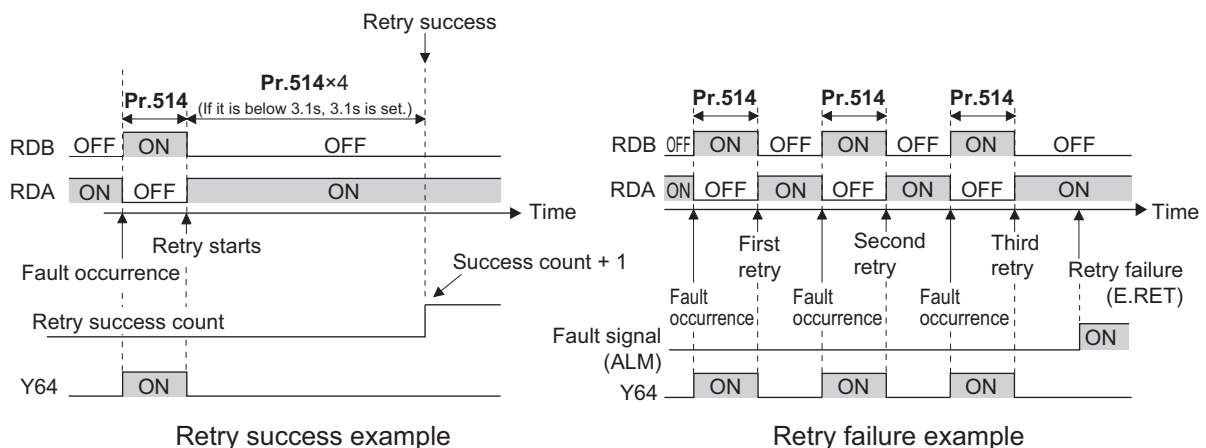 Retry success
Pr.514×4
Pr.514 (If it is below 3.1s, 3.1s is set.)
RDB OFF ON OFF
RDA ON OFF ON
Time
Retry starts
Fault occurrence
Success count + 1
Retry success count
Y64 ON
Retry success example
Pr.514 Pr.514 Pr.514
RDB OFF ON OFF ON OFF ON OFF
RDA ON OFF ON OFF ON OFF ON
Time
First retry
Second retry
Third retry
Retry failure
(E.RET)
Fault occurrence
Fault occurrence
Fault occurrence
Fault signal
(ALM)
ON
Y64 ON ON ON
Retry failure example